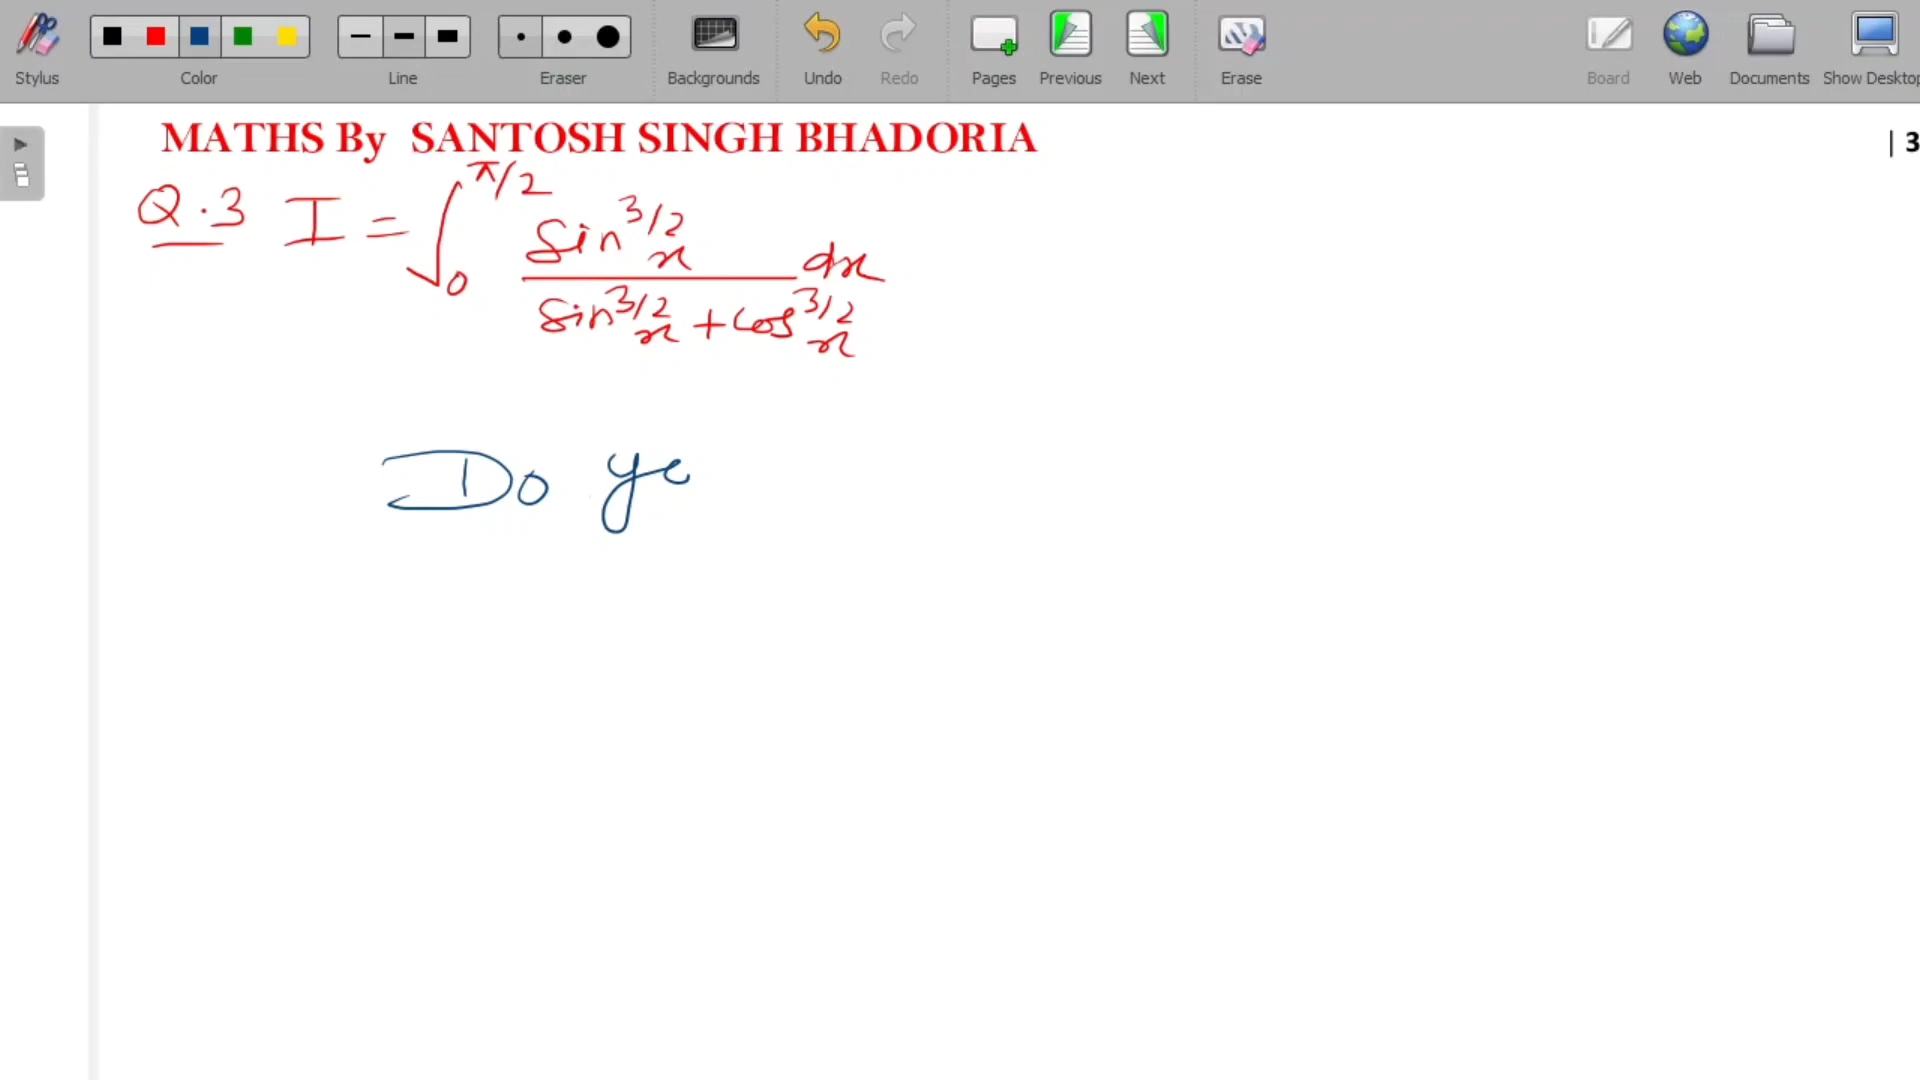 Stylus Color Line Eraser Backgrounds Undo Redo Pages Previous Next Erase Board Web Documents Show Desktop
MATHS By SANTOSH SINGH BHADORIA | 3
Q.3 I = ∫₀^(π/2) sin^(3/2) x / (sin^(3/2) x + cos^(3/2) x) dx
Do yo